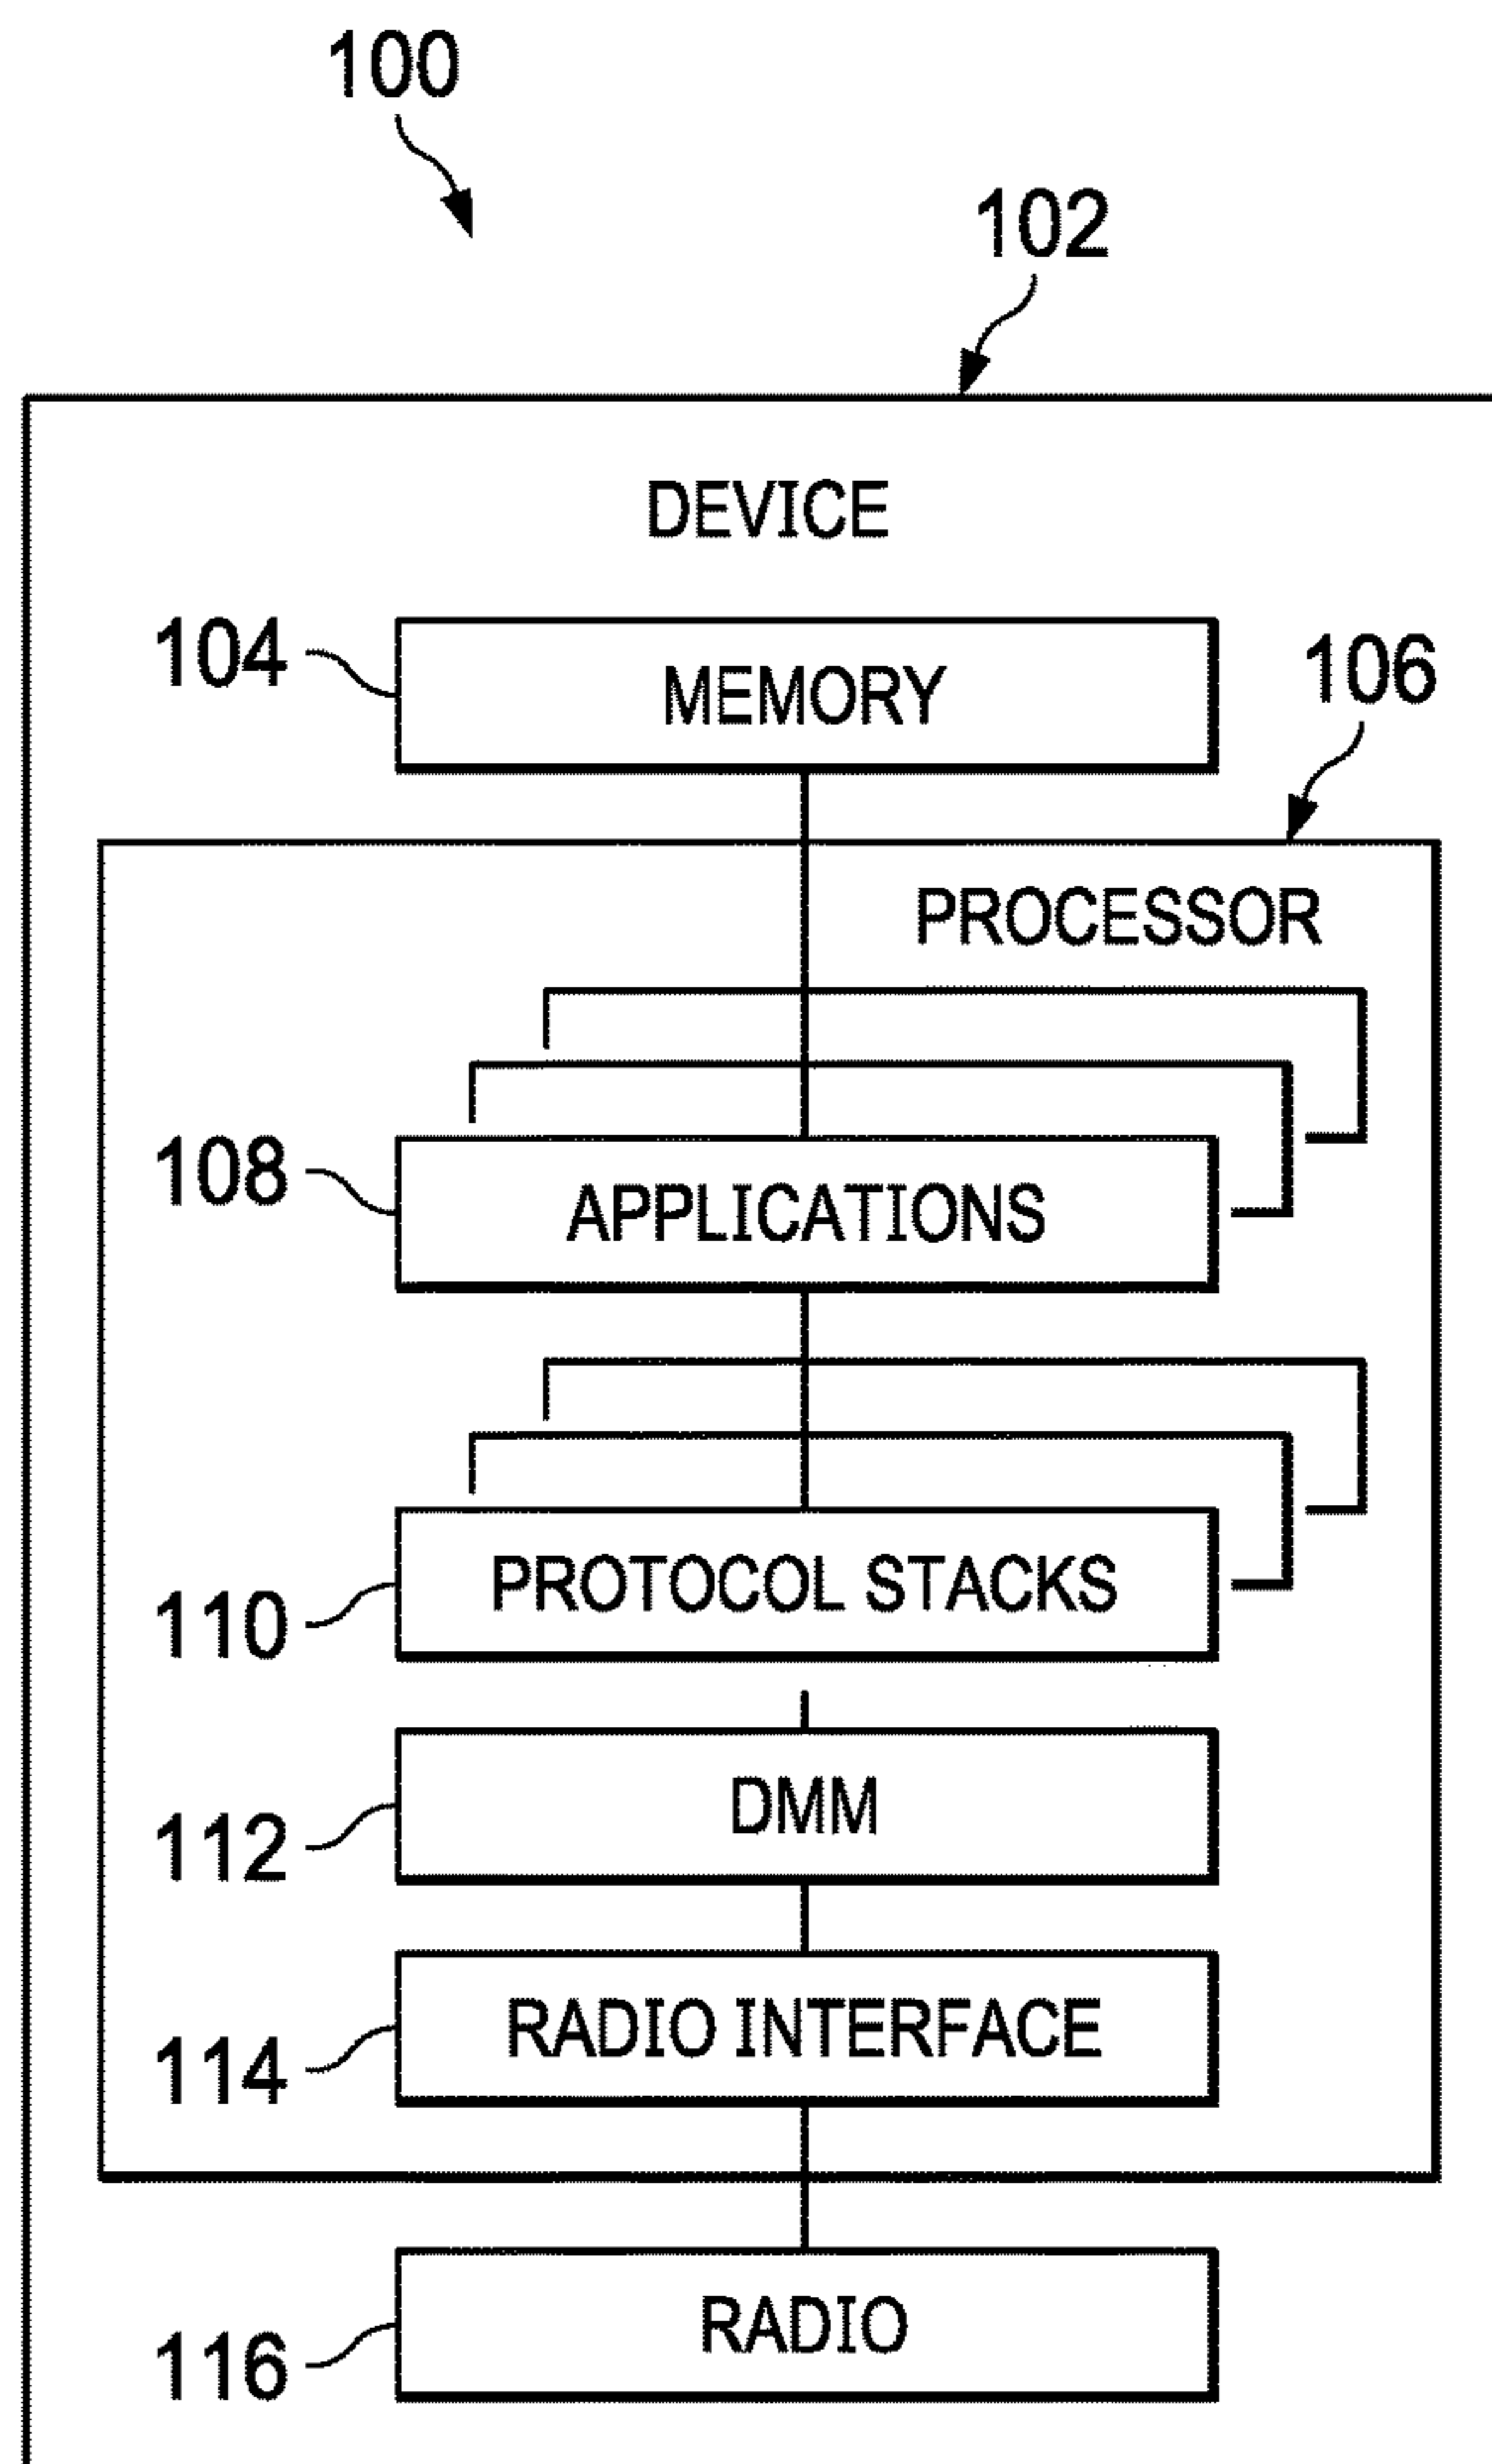 100
102
DEVICE
104
MEMORY
106
PROCESSOR
108
APPLICATIONS
110
PROTOCOL STACKS
112
DMM
114
RADIO INTERFACE
116
RADIO